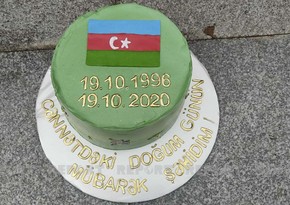 19.10.1996
19.10.2020
CƏNNƏTDƏKİ DOĞUM GÜNÜN
MÜBARƏK ŞƏHİDİM!